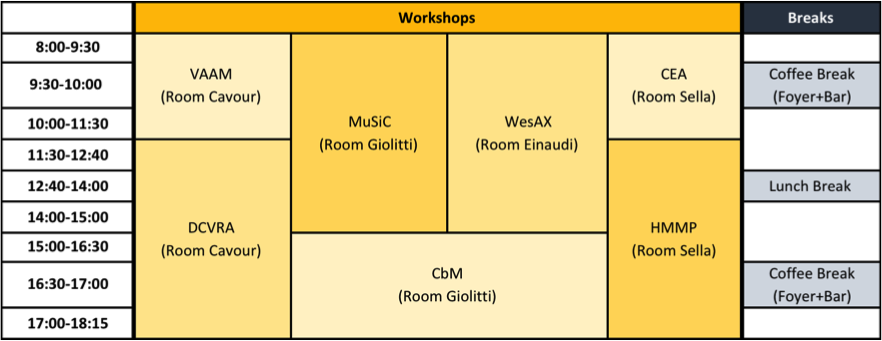 Workshops
Breaks
8:00-9:30
9:30-10:00
10:00-11:30
11:30-12:40
12:40-14:00
14:00-15:00
15:00-16:30
16:30-17:00
17:00-18:15
VAAM
(Room Cavour)
DCVRA
(Room Cavour)
MuSiC
(Room Giolitti)
WesAX
(Room Einaudi)
CbM
(Room Giolitti)
CEA
(Room Sella)
HMMP
(Room Sella)
Coffee Break
(Foyer+Bar)
Lunch Break
Coffee Break
(Foyer+Bar)